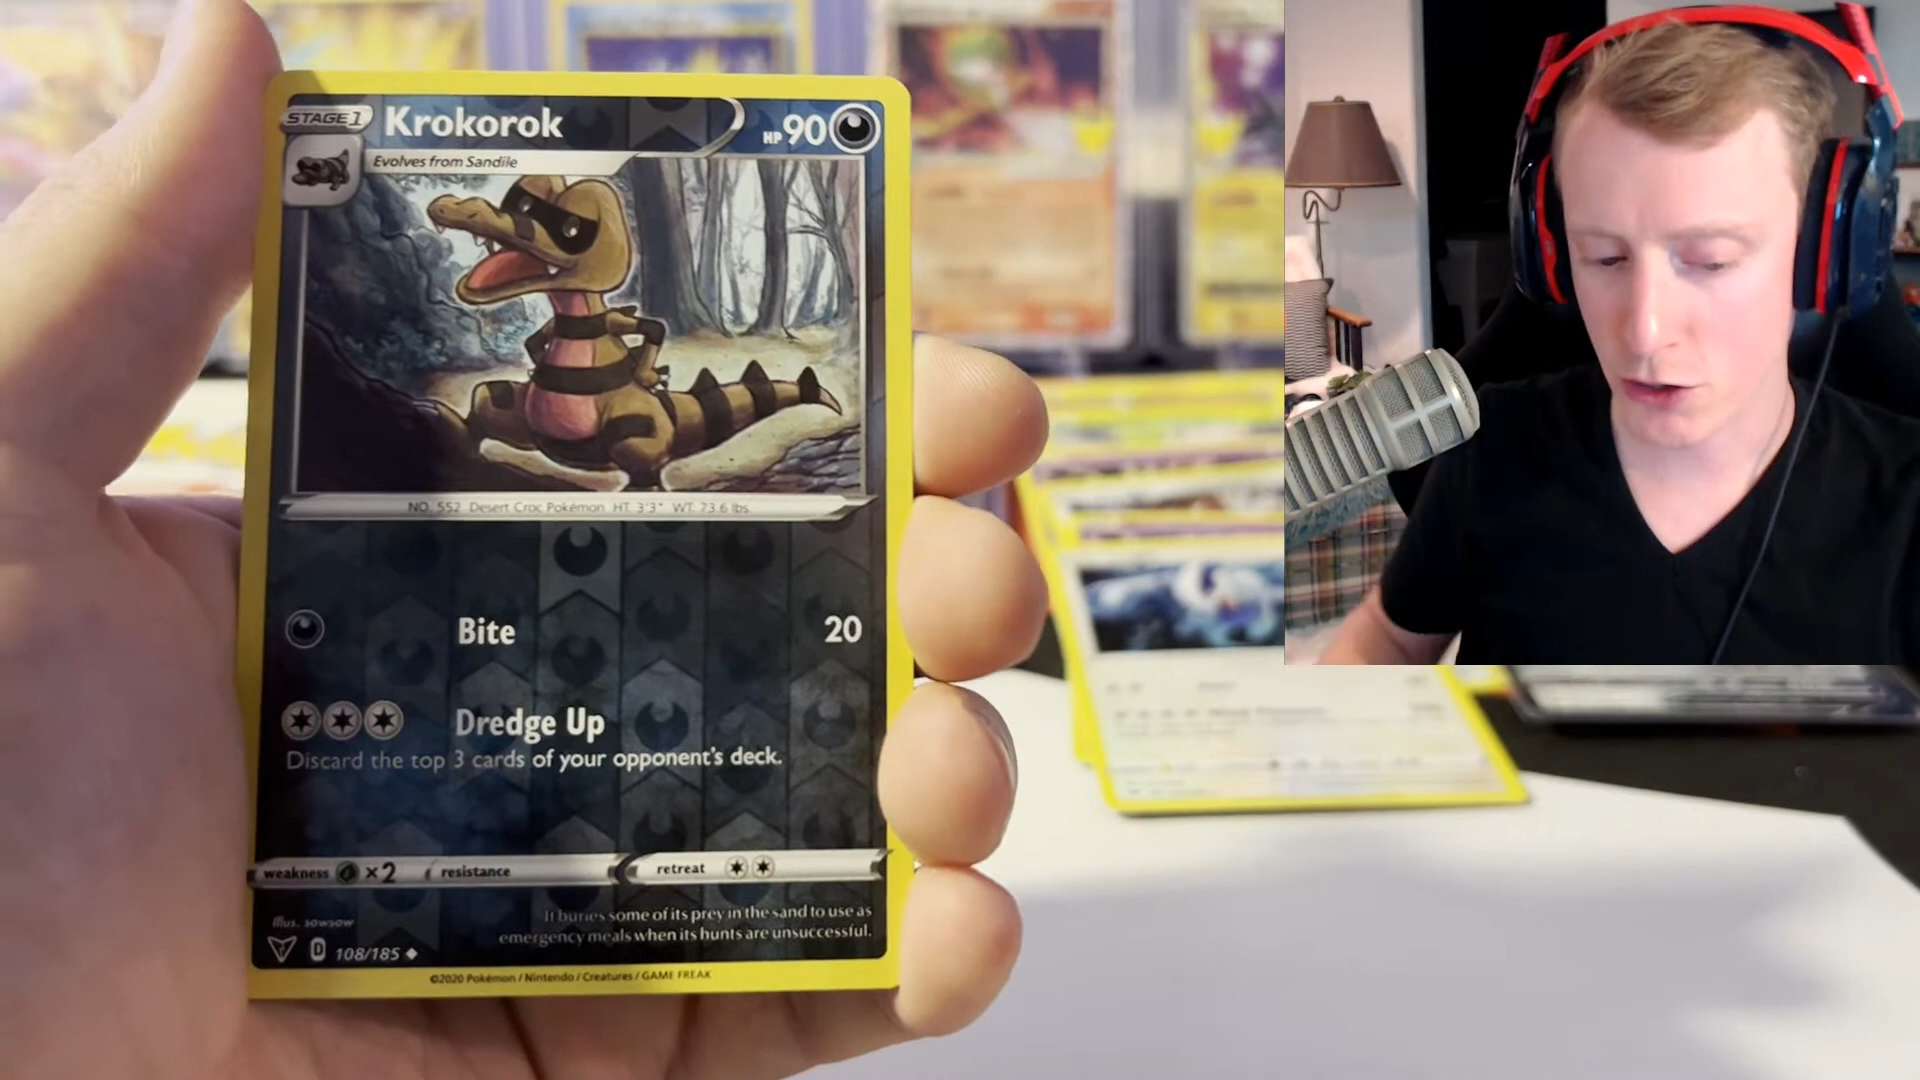 STAGE 1
Krokorok
HP 90
Evolves from Sandile
NO. 552 Desert Croc Pokémon HT: 3'3" WT: 73.6 lbs.
Bite 20
Dredge Up
Discard the top 3 cards of your opponent's deck.
weakness ×2 resistance retreat
Illus. sowsow
It buries some of its prey in the sand to use as
emergency meals when its hunts are unsuccessful.
D 108/185
©2020 Pokémon / Nintendo / Creatures / GAME FREAK